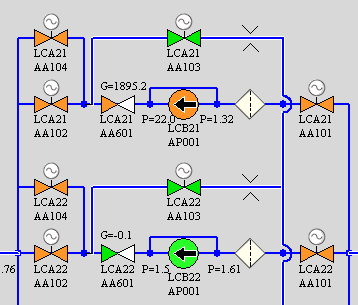 LCA21 AA104
LCA21 AA103
G=1895.2
LCA21 AA102
LCA21 AA601
P=22.0
LCB21 AP001
P=1.32
LCA21 AA101
LCA22 AA104
LCA22 AA103
G=-0.1
.76
LCA22 AA102
LCA22 AA601
P=1.5
LCB22 AP001
P=1.61
LCA22 AA101